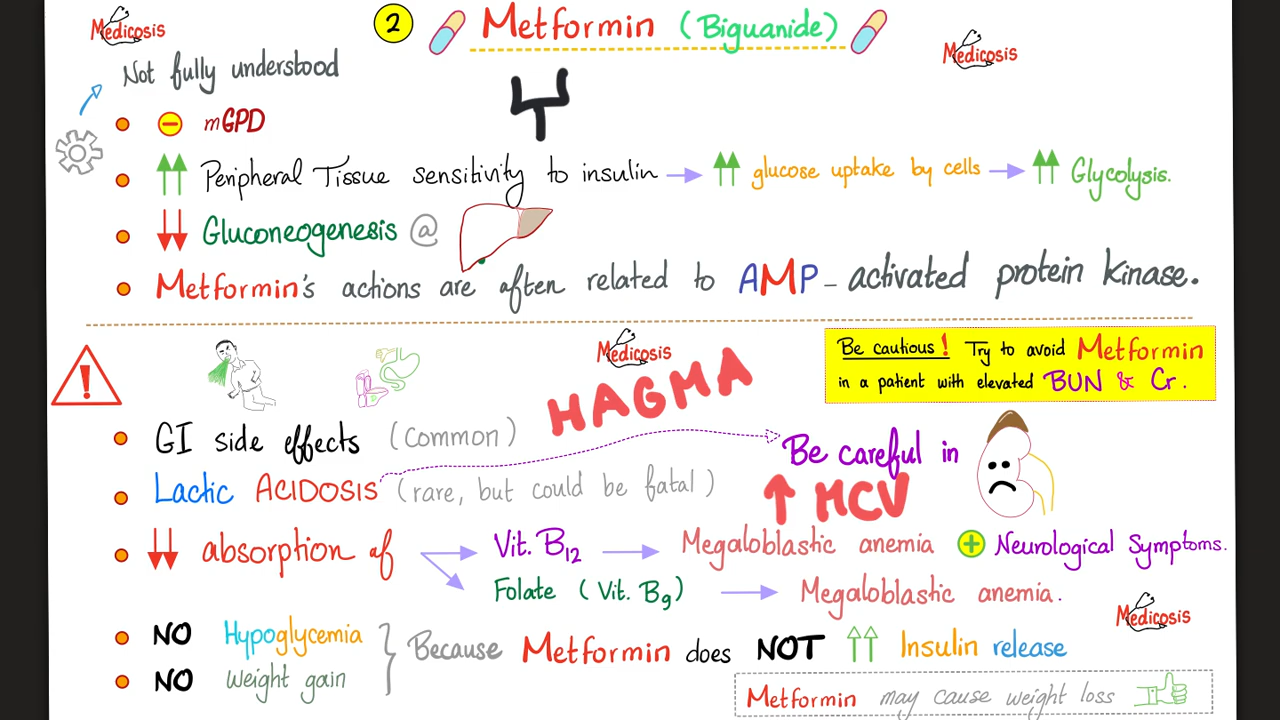 Medicosis
2 Metformin (Biguanide)
Medicosis
Not fully understood
mGPD
Peripheral Tissue sensitivity to insulin → ↑↑ glucose uptake by cells → ↑↑ Glycolysis.
↓↓ Gluconeogenesis @
Metformin's actions are often related to AMP-activated protein kinase.
Medicosis
Be cautious! Try to avoid Metformin
in a patient with elevated BUN & Cr.
HAGMA
GI side effects (common)
Be careful in
Lactic ACIDOSIS (rare, but could be fatal)
↑ MCV
↓↓ absorption of → Vit. B12 → Megaloblastic anemia + Neurological Symptoms.
Folate (Vit. B9) → Megaloblastic anemia.
Medicosis
NO Hypoglycemia
NO Weight gain
Because Metformin does NOT ↑↑ Insulin release
Metformin may cause weight loss